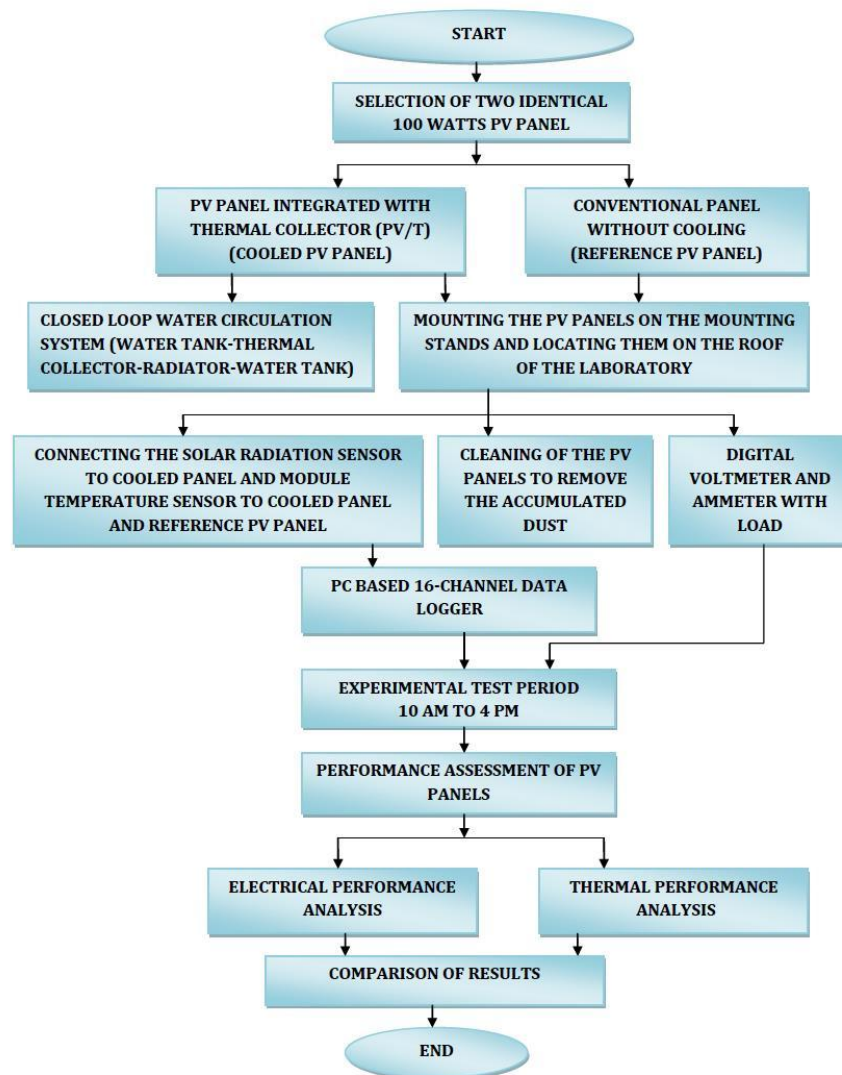 START
SELECTION OF TWO IDENTICAL
100 WATTS PV PANEL
PV PANEL INTEGRATED WITH
THERMAL COLLECTOR (PV/T)
(COOLED PV PANEL)
CONVENTIONAL PANEL
WITHOUT COOLING
(REFERENCE PV PANEL)
CLOSED LOOP WATER CIRCULATION
SYSTEM (WATER TANK-THERMAL
COLLECTOR-RADIATOR-WATER TANK)
MOUNTING THE PV PANELS ON THE MOUNTING
STANDS AND LOCATING THEM ON THE ROOF
OF THE LABORATORY
CONNECTING THE SOLAR RADIATION SENSOR
TO COOLED PANEL AND MODULE
TEMPERATURE SENSOR TO COOLED PANEL
AND REFERENCE PV PANEL
CLEANING OF THE PV
PANELS TO REMOVE
THE ACCUMULATED
DUST
DIGITAL
VOLTMETER AND
AMMETER WITH
LOAD
PC BASED 16-CHANNEL DATA
LOGGER
EXPERIMENTAL TEST PERIOD
10 AM TO 4 PM
PERFORMANCE ASSESSMENT OF PV
PANELS
ELECTRICAL PERFORMANCE
ANALYSIS
THERMAL PERFORMANCE
ANALYSIS
COMPARISON OF RESULTS
END